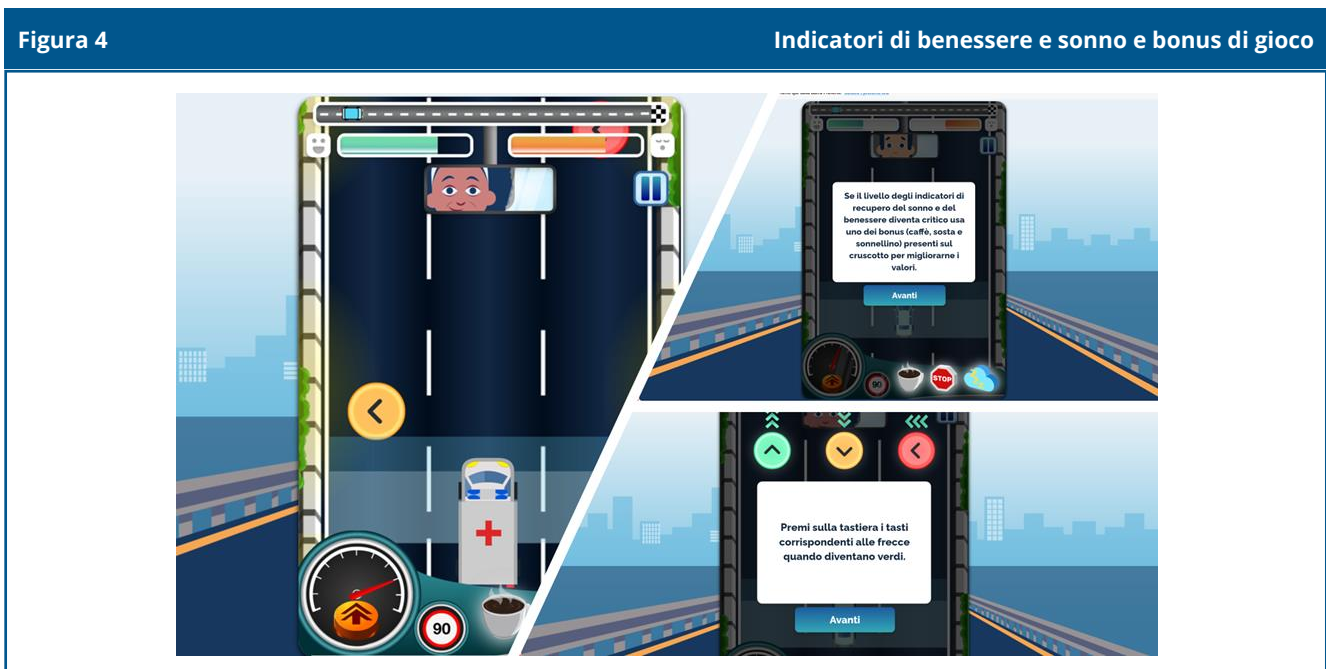 Figura 4
Indicatori di benessere e sonno e bonus di gioco
90
Se il livello degli indicatori di
recupero del sonno e del
benessere diventa critico usa
uno dei bonus (caffè, sosta e
sonnellino) presenti sul
cruscotto per migliorarne i
valori.
Avanti
90
STOP
Premi sulla tastiera i tasti
corrispondenti alle frecce
quando diventano verdi.
Avanti